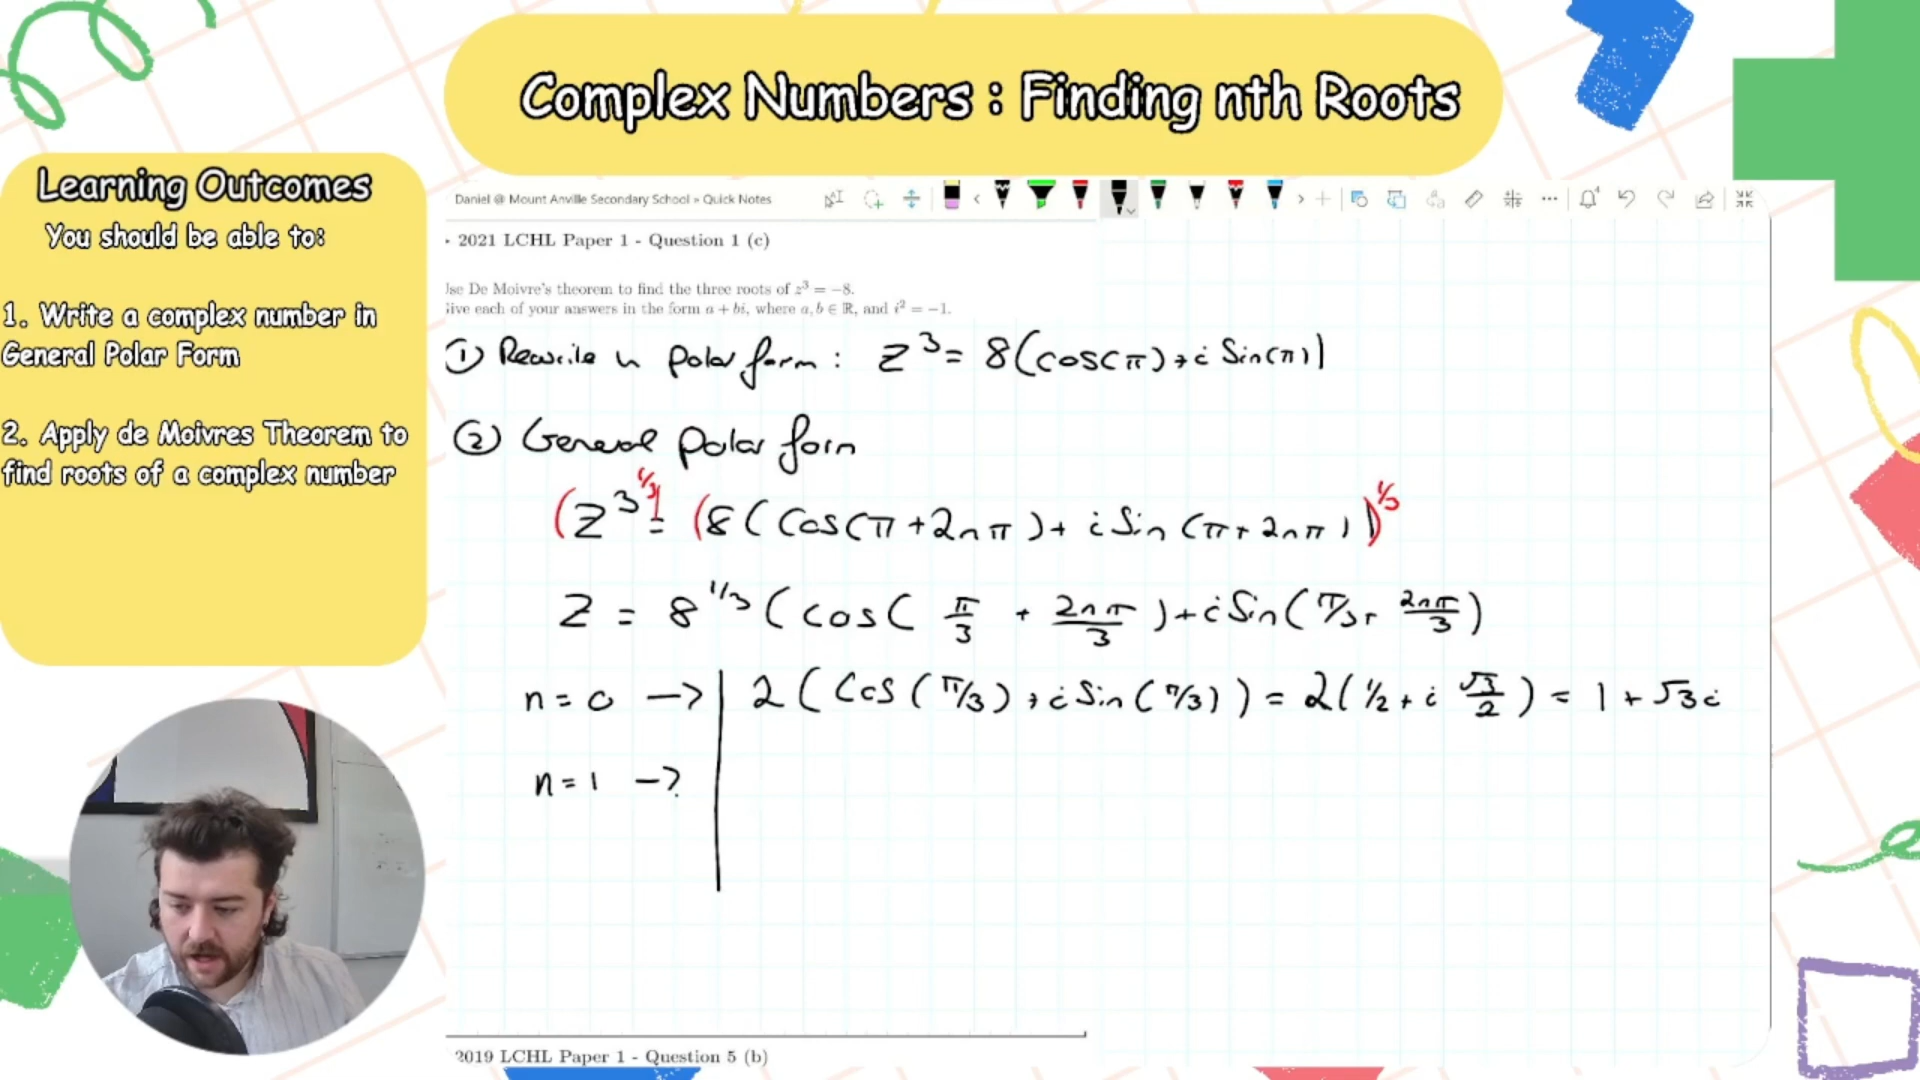 Complex Numbers : Finding nth Roots
Learning Outcomes
You should be able to:
1. Write a complex number in
General Polar Form
2. Apply de Moivres Theorem to
find roots of a complex number
Daniel @ Mount Anville Secondary School » Quick Notes
2021 LCHL Paper 1 - Question 1 (c)
Use De Moivre's theorem to find the three roots of z³ = −8.
Give each of your answers in the form a + bi, where a, b ∈ ℝ, and i² = −1.
① Rewrite in polar form : Z³ = 8(cos(π) + i Sin(π))
② General polar form
(Z³)^1/3 = (8(Cos(π + 2nπ) + i Sin(π + 2nπ)))^1/3
Z = 8^1/3 (cos(π/3 + 2nπ/3) + i Sin(π/3 + 2nπ/3)
n = 0 → 2(Cos(π/3) + i Sin(π/3)) = 2(1/2 + i √3/2) = 1 + √3i
n = 1 →
2019 LCHL Paper 1 - Question 5 (b)